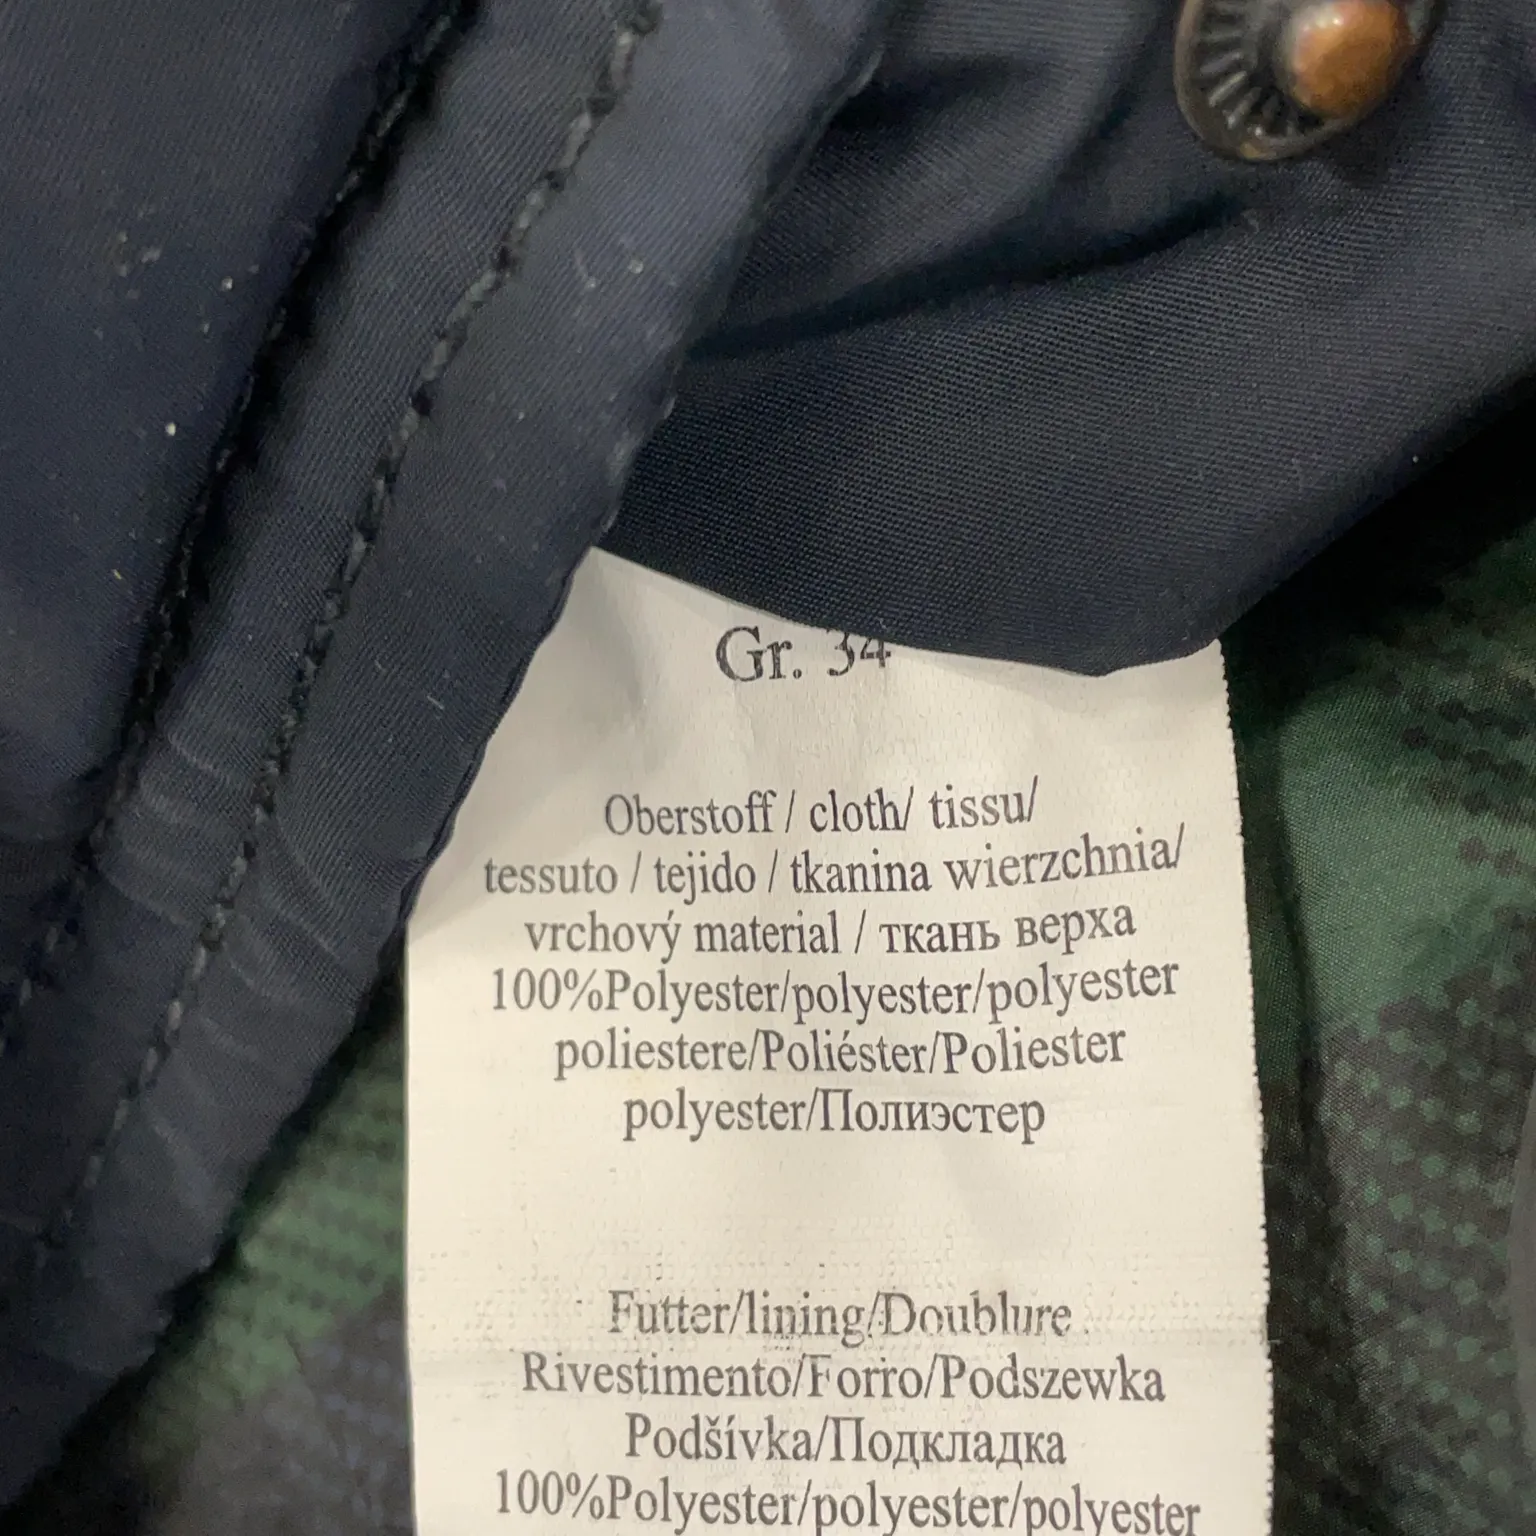 Gr. 34
Oberstoff / cloth/ tissu/
tessuto / tejido / tkanina wierzchnia/
vrchový material / ткань верха
100%Polyester/polyester/polyester
poliestere/Poliéster/Poliester
polyester/Полиэстер
Futter/lining/Doublure
Rivestimento/Forro/Podszewka
Podšívka/Подкладка
100%Polyester/polyester/polyester